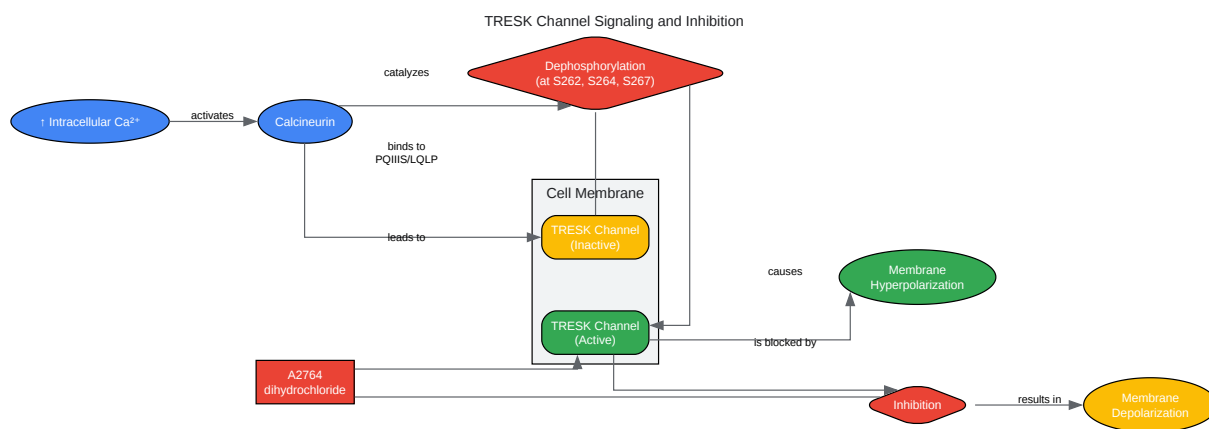 TRESK Channel Signaling and Inhibition
Dephosphorylation
(at S262, S264, S267)
catalyzes
↑ Intracellular Ca²⁺
activates
Calcineurin
binds to
PQIIIS/LQLP
Cell Membrane
TRESK Channel
(Inactive)
leads to
causes
Membrane
Hyperpolarization
TRESK Channel
(Active)
is blocked by
A2764
dihydrochloride
Inhibition
results in
Membrane
Depolarization